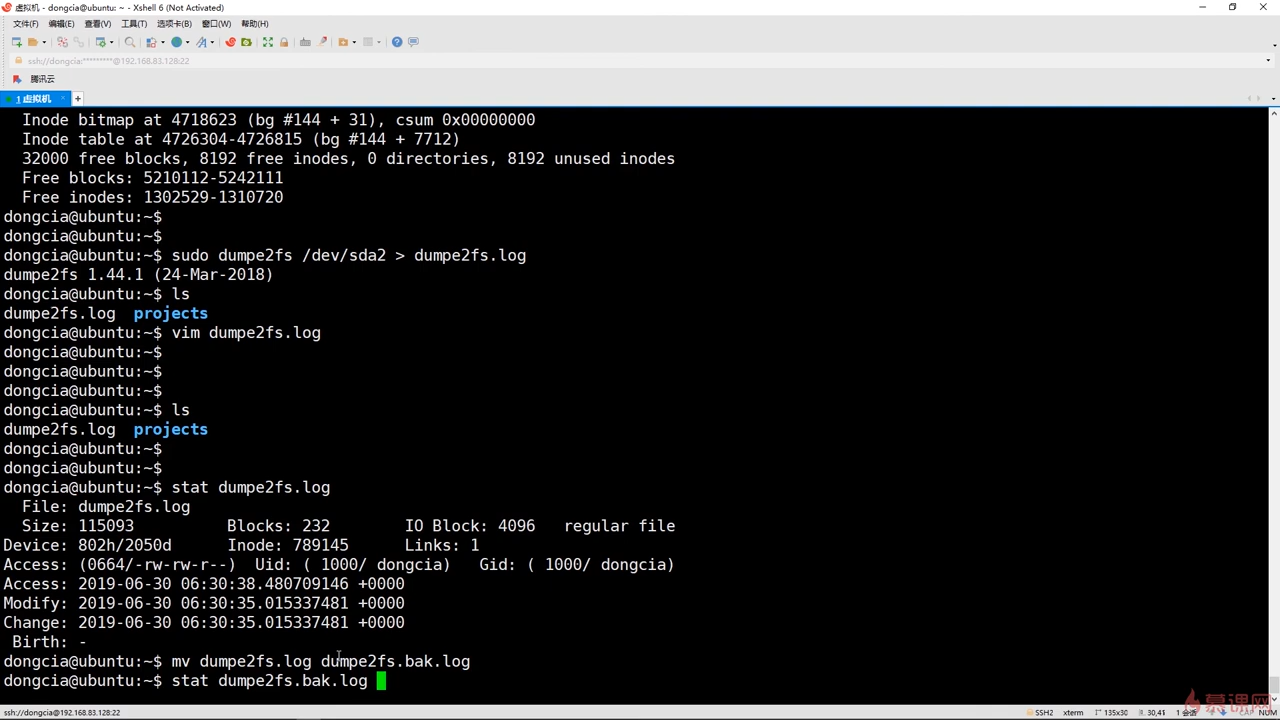 虚拟机 - dongcia@ubuntu: ~ - Xshell 6 (Not Activated)
文件(F) 编辑(E) 查看(V) 工具(T) 选项卡(B) 窗口(W) 帮助(H)
ssh://dongcia:*********@192.168.83.128:22
腾讯云
1 虚拟机
Inode bitmap at 4718623 (bg #144 + 31), csum 0x00000000
Inode table at 4726304-4726815 (bg #144 + 7712)
32000 free blocks, 8192 free inodes, 0 directories, 8192 unused inodes
Free blocks: 5210112-5242111
Free inodes: 1302529-1310720
dongcia@ubuntu:~$
dongcia@ubuntu:~$
dongcia@ubuntu:~$ sudo dumpe2fs /dev/sda2 > dumpe2fs.log
dumpe2fs 1.44.1 (24-Mar-2018)
dongcia@ubuntu:~$ ls
dumpe2fs.log projects
dongcia@ubuntu:~$ vim dumpe2fs.log
dongcia@ubuntu:~$
dongcia@ubuntu:~$
dongcia@ubuntu:~$
dongcia@ubuntu:~$ ls
dumpe2fs.log projects
dongcia@ubuntu:~$
dongcia@ubuntu:~$
dongcia@ubuntu:~$ stat dumpe2fs.log
File: dumpe2fs.log
Size: 115093 Blocks: 232 IO Block: 4096 regular file
Device: 802h/2050d Inode: 789145 Links: 1
Access: (0664/-rw-rw-r--) Uid: ( 1000/ dongcia) Gid: ( 1000/ dongcia)
Access: 2019-06-30 06:30:38.480709146 +0000
Modify: 2019-06-30 06:30:35.015337481 +0000
Change: 2019-06-30 06:30:35.015337481 +0000
Birth: -
dongcia@ubuntu:~$ mv dumpe2fs.log dumpe2fs.bak.log
dongcia@ubuntu:~$ stat dumpe2fs.bak.log
慕课网
ssh://dongcia@192.168.83.128:22 SSH2 xterm 135x30 30,41 1 会话 CAP NUM